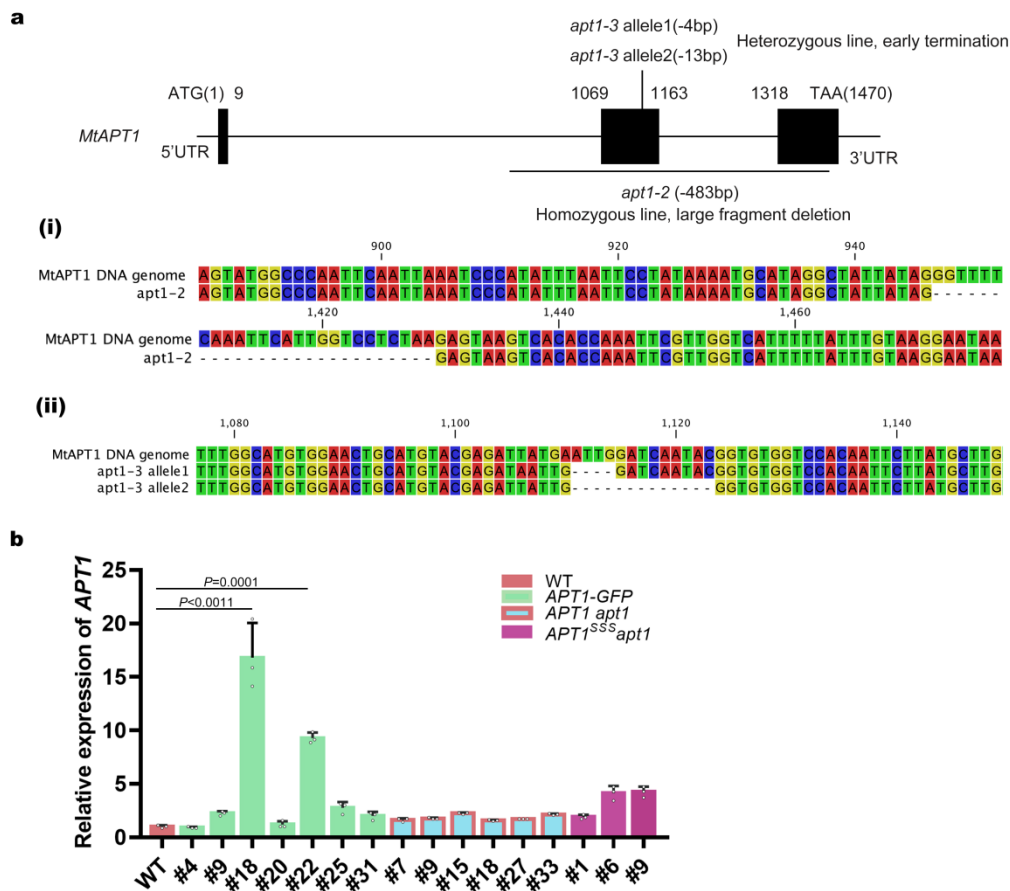 a
apt1-3 allele1(-4bp)
apt1-3 allele2(-13bp)
Heterozygous line, early termination
ATG(1) 9 1069 1163 1318 TAA(1470)
MtAPT1
5'UTR 3'UTR
apt1-2 (-483bp)
Homozygous line, large fragment deletion
(i)
900 920 940
MtAPT1 DNA genome AGTATGGCCCAATTCAATTAAATCCCATATTTAATTCCTATAAAATGCATAGGCTATTATAGGGTTTT
apt1-2 AGTATGGCCCAATTCAATTAAATCCCATATTTAATTCCTATAAAATGCATAGGCTATTATAG------
1,420 1,440 1,460
MtAPT1 DNA genome CAAATTCATTGGTCCTCTAAGAGTAAGTCACACCAAATTCGTTGGTCATTTTTATTTGTAAGGAATAA
apt1-2 --------------------GAGTAAGTCACACCAAATTCGTTGGTCATTTTTATTTGTAAGGAATAA
(ii)
1,080 1,100 1,120 1,140
MtAPT1 DNA genome TTTGGCATGTGGAACTGCATGTACGAGATTATGAATTGGATCAATACGGTGTGGTCCACAATTCTTATGCTTG
apt1-3 allele1 TTTGGCATGTGGAACTGCATGTACGAGATAATTG----GATCAATACGGTGTGGTCCACAATTCTTATGCTTG
apt1-3 allele2 TTTGGCATGTGGAACTGCATGTACGAGATTATTG-------------GGTGTGGTCCACAATTCTTATGCTTG
b
Relative expression of APT1
25
20
15
10
5
0
P=0.0001
P<0.0011
WT
APT1-GFP
APT1 apt1
APT1SSS apt1
WT #4 #9 #18 #20 #22 #25 #31 #7 #9 #15 #18 #27 #33 #1 #6 #9